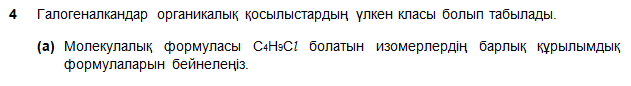 4 Галогеналкандар органикалық қосылыстардың үлкен класы болып табылады.
(a) Молекулалық формуласы C4H9Cl болатын изомерлердің барлық құрылымдық
формулаларын бейнелеңіз.